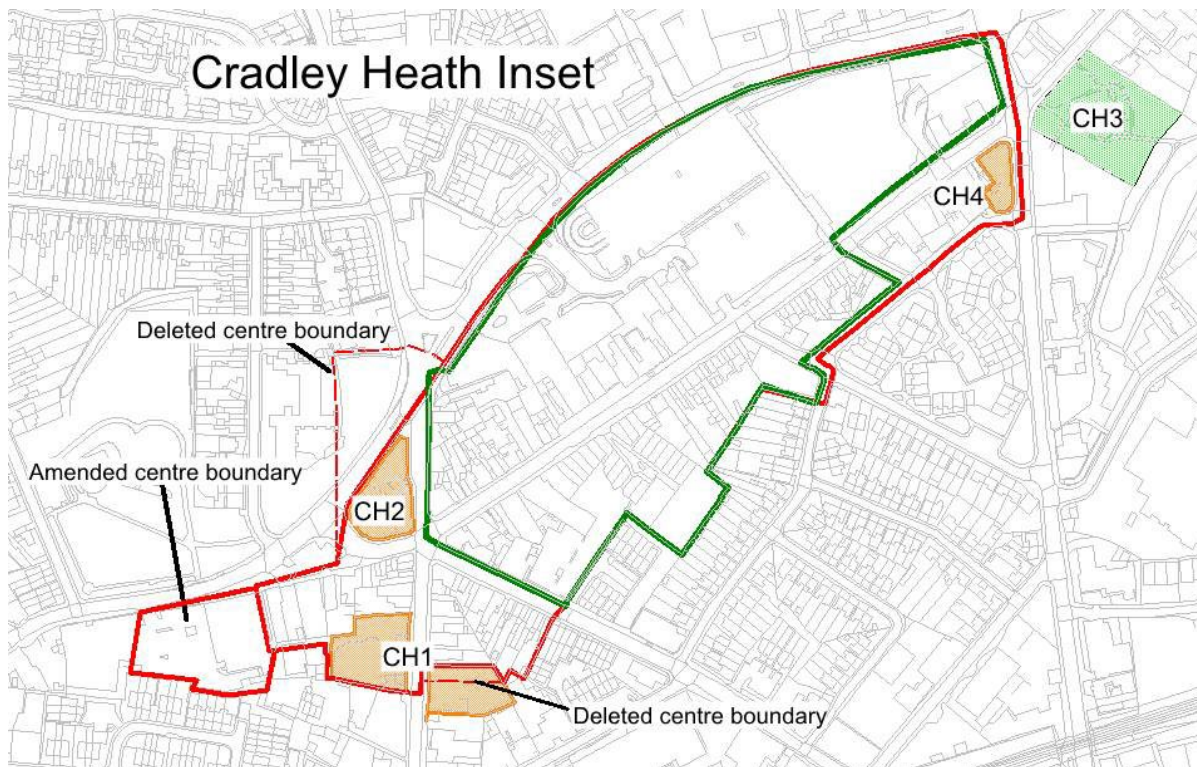 Cradley Heath Inset
CH3
CH4
Deleted centre boundary
Amended centre boundary
CH2
CH1
Deleted centre boundary